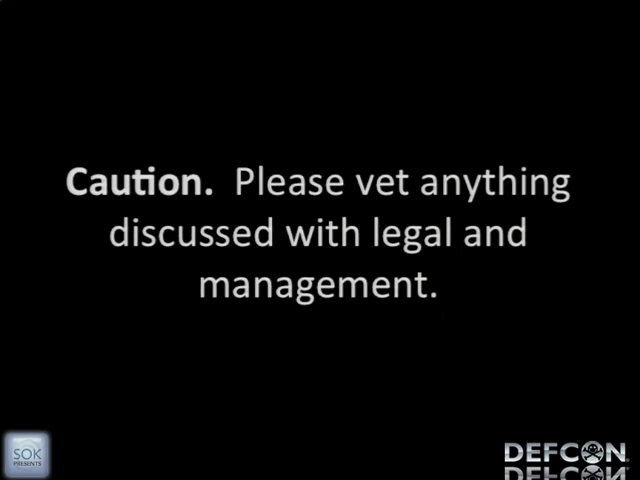 Caution. Please vet anything
discussed with legal and
management.
SOK
PRESENTS
DEFCON